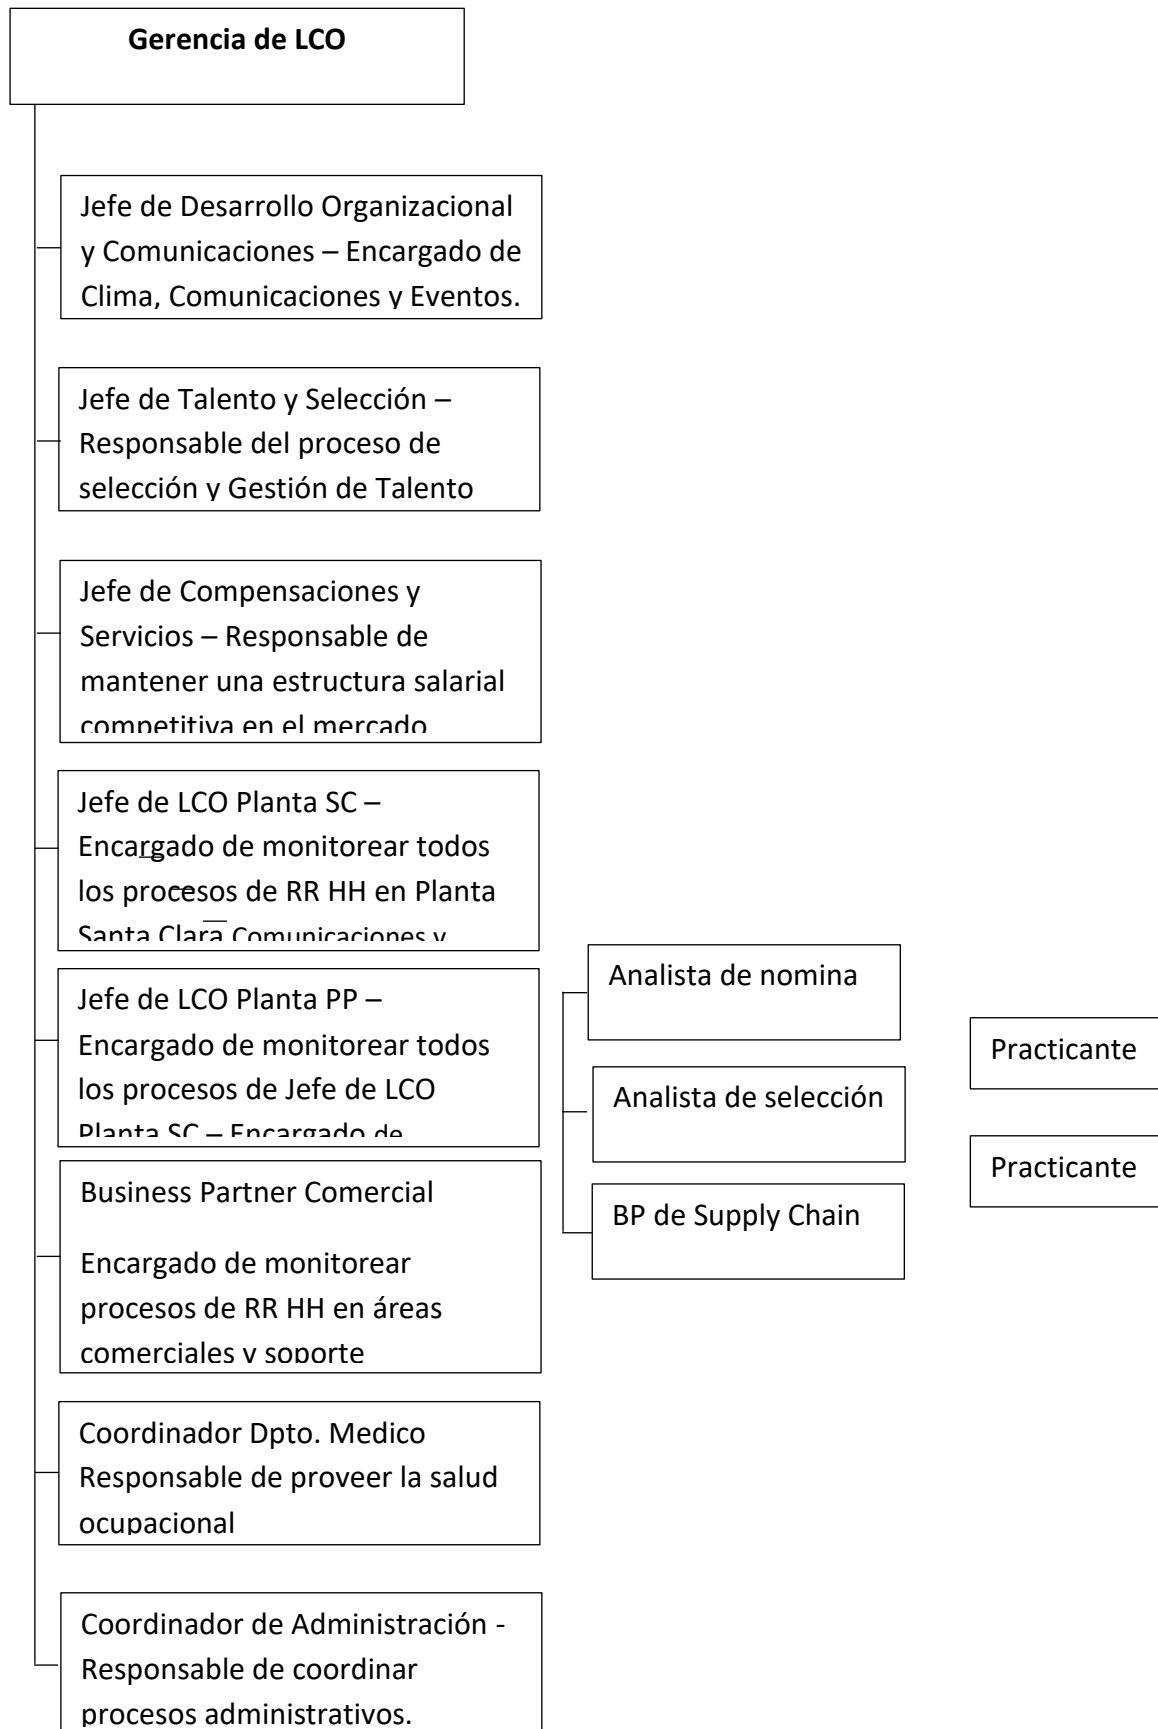 Gerencia de LCO
Jefe de Desarrollo Organizacional
y Comunicaciones – Encargado de
Clima, Comunicaciones y Eventos.
Jefe de Talento y Selección –
Responsable del proceso de
selección y Gestión de Talento
Jefe de Compensaciones y
Servicios – Responsable de
mantener una estructura salarial
competitiva en el mercado
Jefe de LCO Planta SC –
Encargado de monitorear todos
los procesos de RR HH en Planta
Santa Clara Comunicaciones y
Jefe de LCO Planta PP –
Encargado de monitorear todos
los procesos de Jefe de LCO
Planta SC – Encargado de
Analista de nomina
Analista de selección
BP de Supply Chain
Practicante
Practicante
Business Partner Comercial
Encargado de monitorear
procesos de RR HH en áreas
comerciales y soporte
Coordinador Dpto. Medico
Responsable de proveer la salud
ocupacional
Coordinador de Administración -
Responsable de coordinar
procesos administrativos.